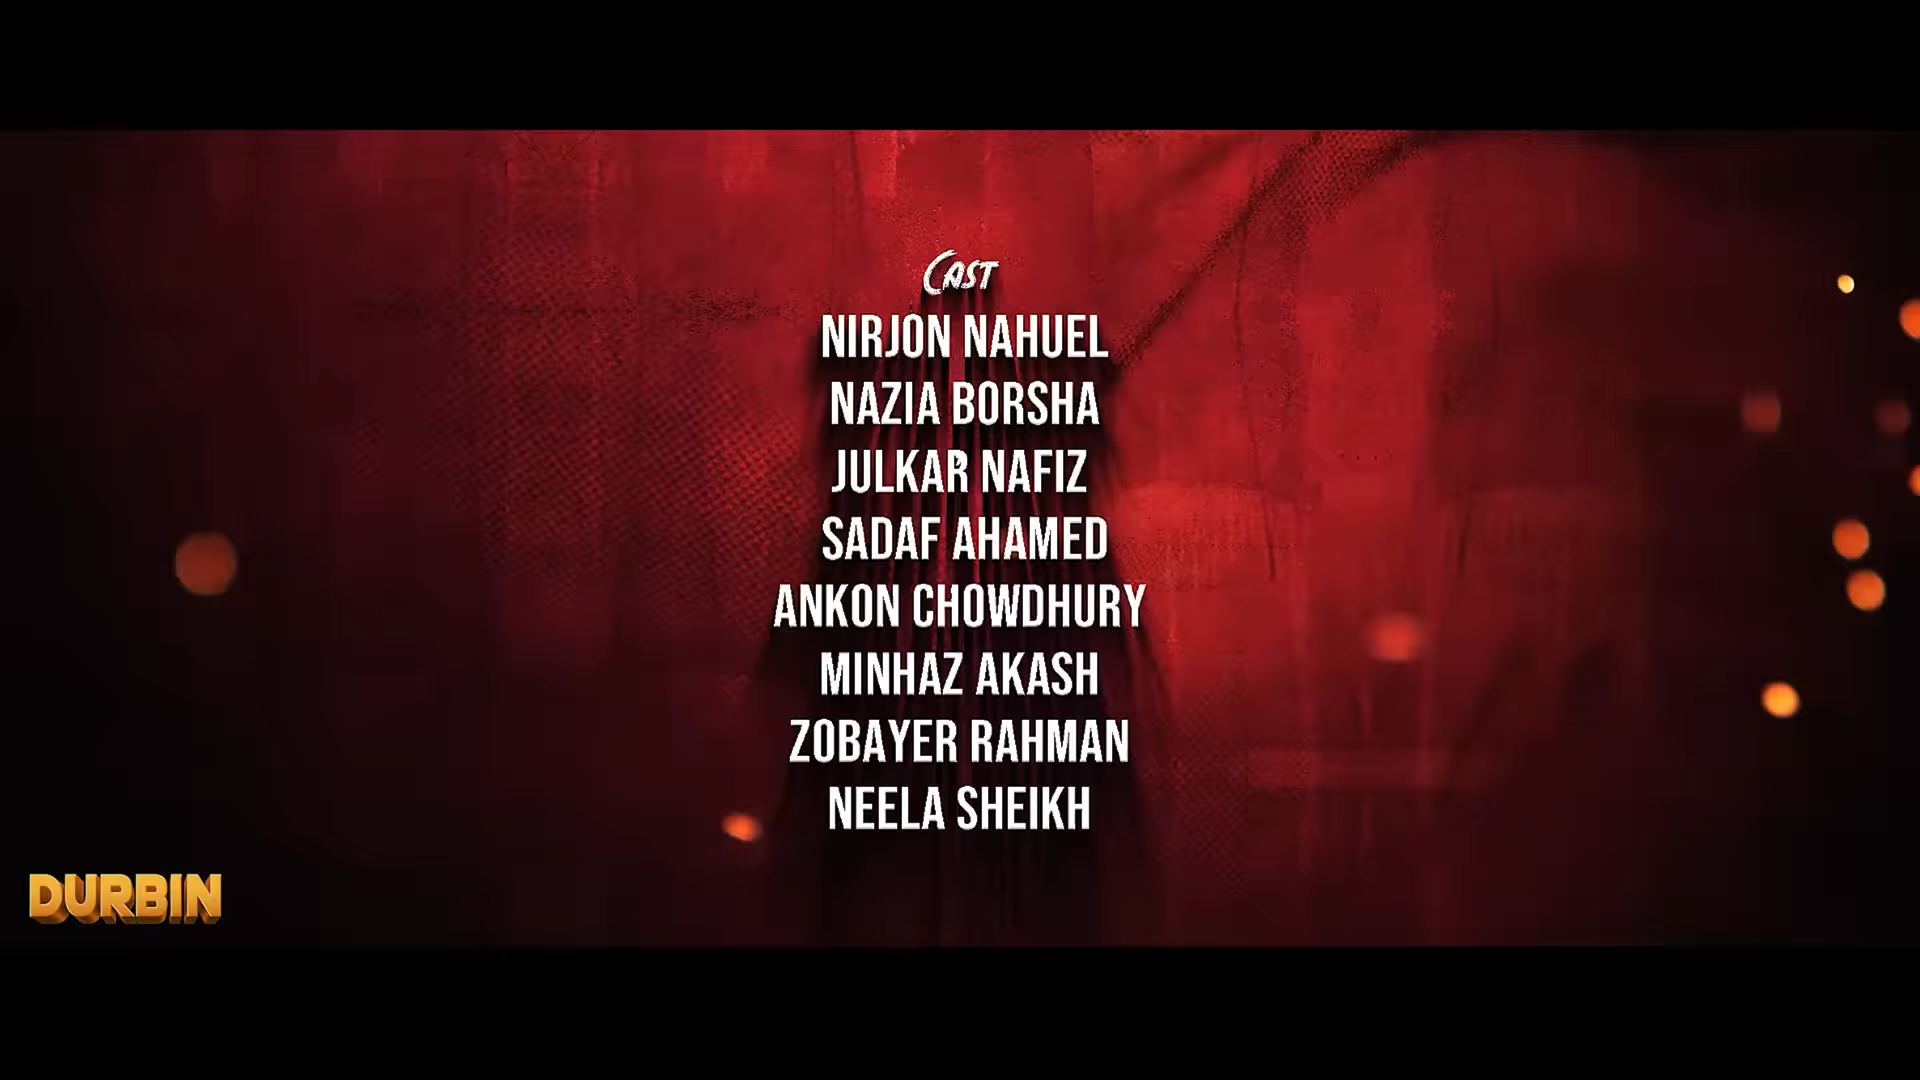 CAST
NIRJON NAHUEL
NAZIA BORSHA
JULKAR NAFIZ
SADAF AHAMED
ANKON CHOWDHURY
MINHAZ AKASH
ZOBAYER RAHMAN
NEELA SHEIKH
DURBIN